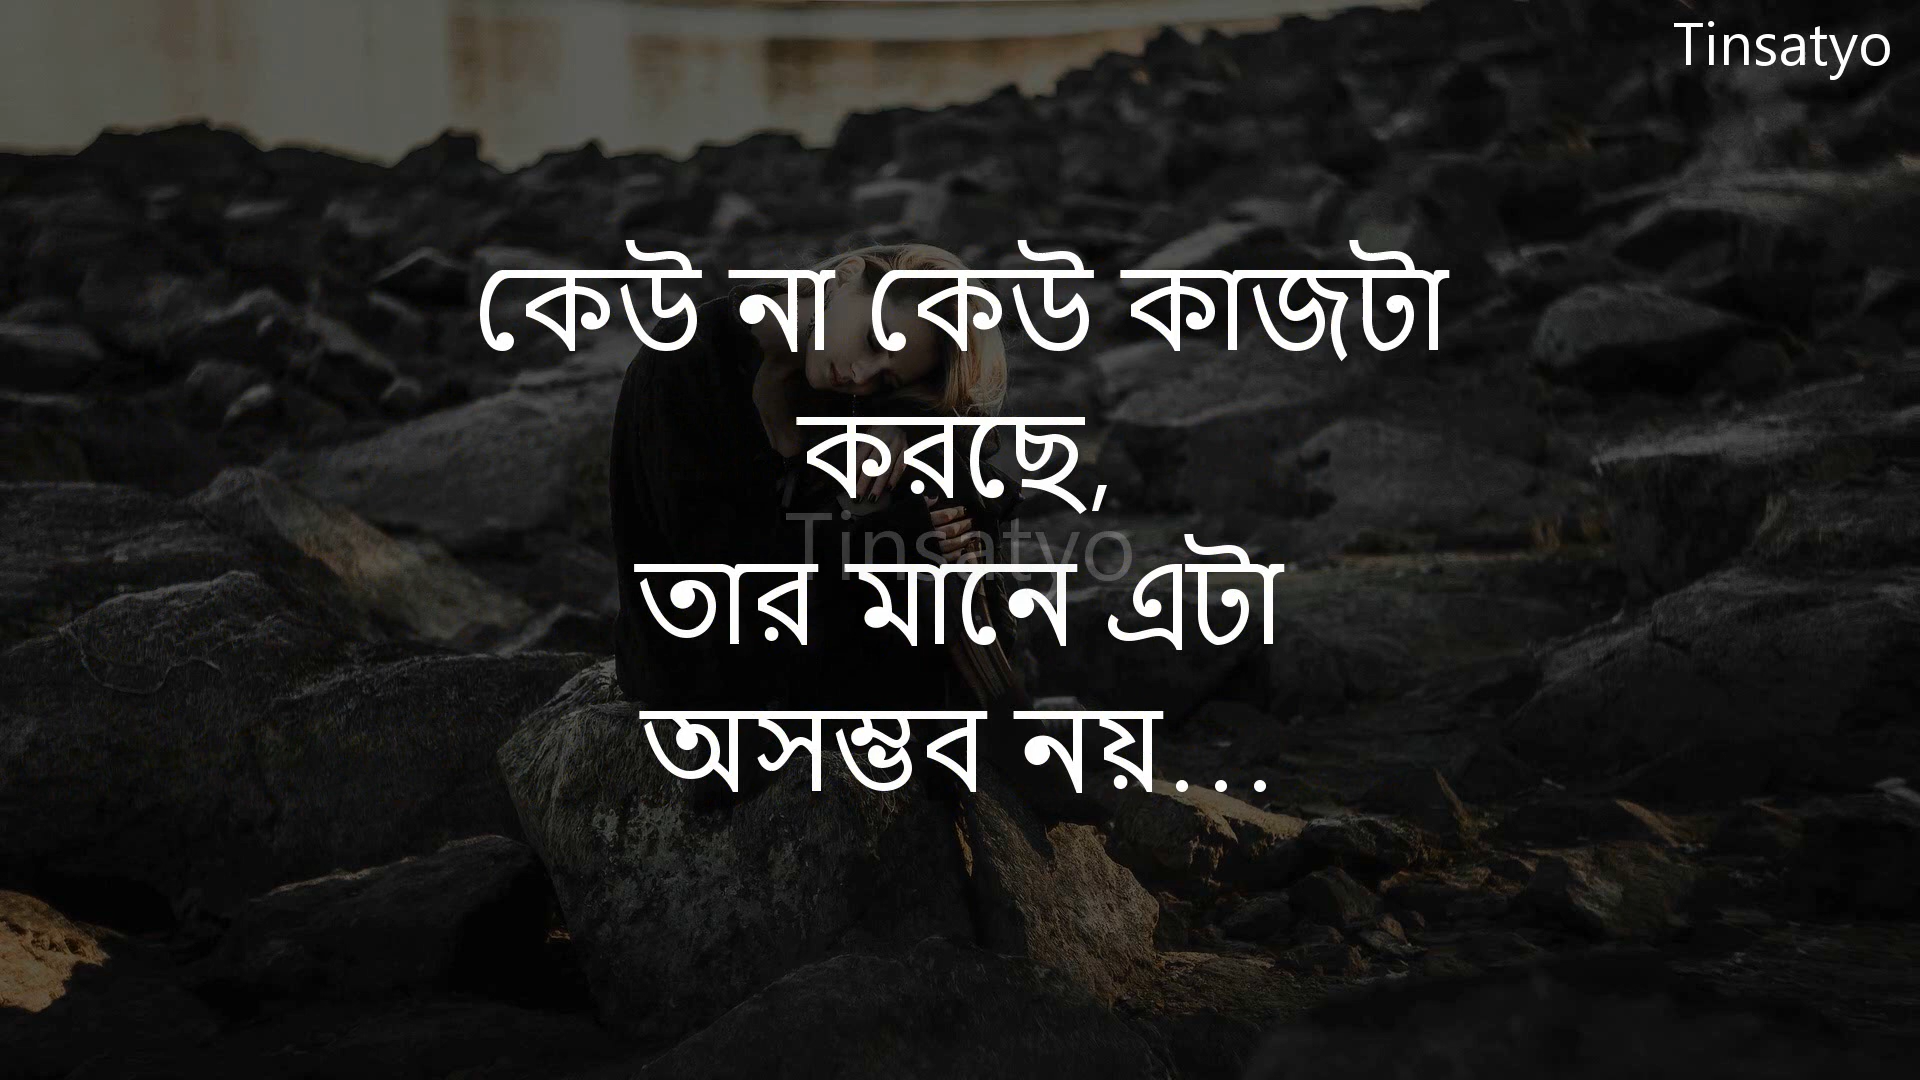 Tinsatyo
কেউ না কেউ কাজটা
করছে,
Tinsatyo
তার মানে এটা
অসম্ভব নয়...